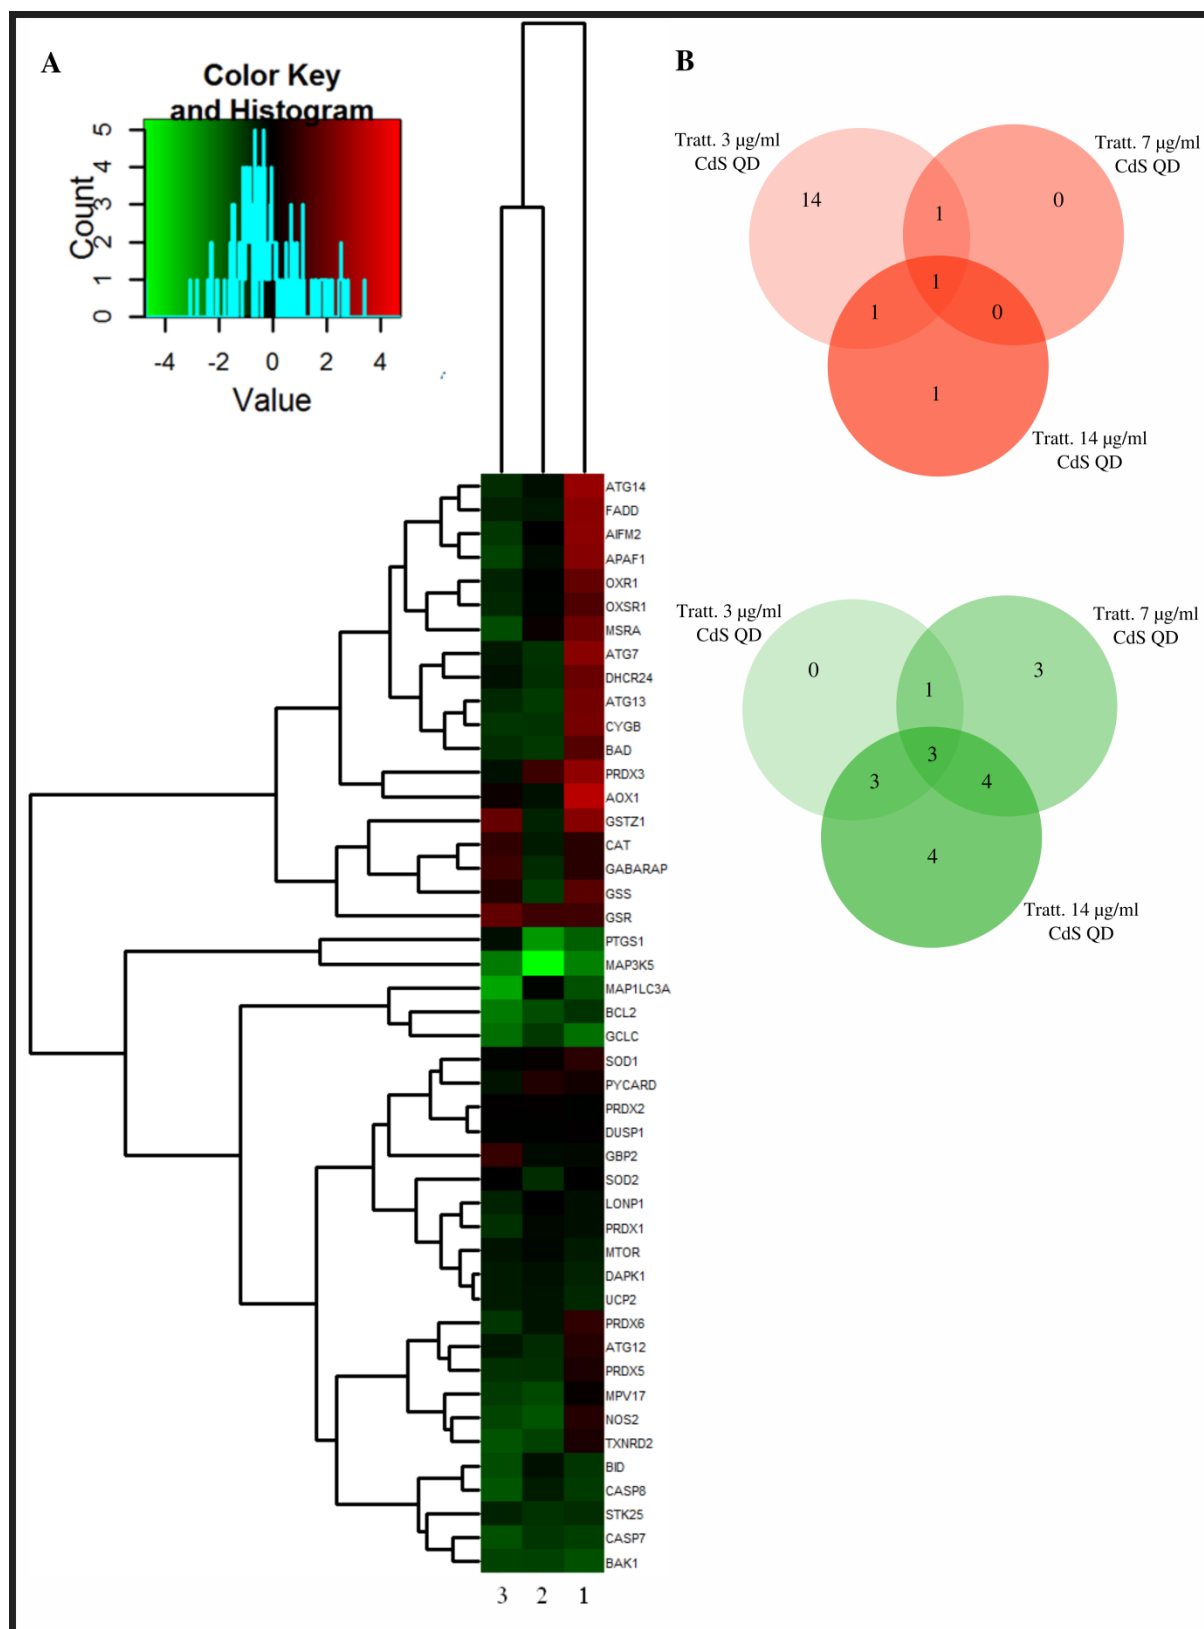 A
Color Key
and Histogram
Count
0 1 2 3 4 5
-4 -2 0 2 4
Value
ATG14
FADD
AIFM2
APAF1
OXR1
OXSR1
MSRA
ATG7
DHCR24
ATG13
CYGB
BAD
PRDX3
AOX1
GSTZ1
CAT
GABARAP
GSS
GSR
PTGS1
MAP3K5
MAP1LC3A
BCL2
GCLC
SOD1
PYCARD
PRDX2
DUSP1
GBP2
SOD2
LONP1
PRDX1
MTOR
DAPK1
UCP2
PRDX6
ATG12
PRDX5
MPV17
NOS2
TXNRD2
BID
CASP8
STK25
CASP7
BAK1
3 2 1
B
Tratt. 3 µg/ml
CdS QD
Tratt. 7 µg/ml
CdS QD
14
1
0
1
1
0
1
Tratt. 14 µg/ml
CdS QD
Tratt. 3 µg/ml
CdS QD
Tratt. 7 µg/ml
CdS QD
0
1
3
3
3
4
4
Tratt. 14 µg/ml
CdS QD